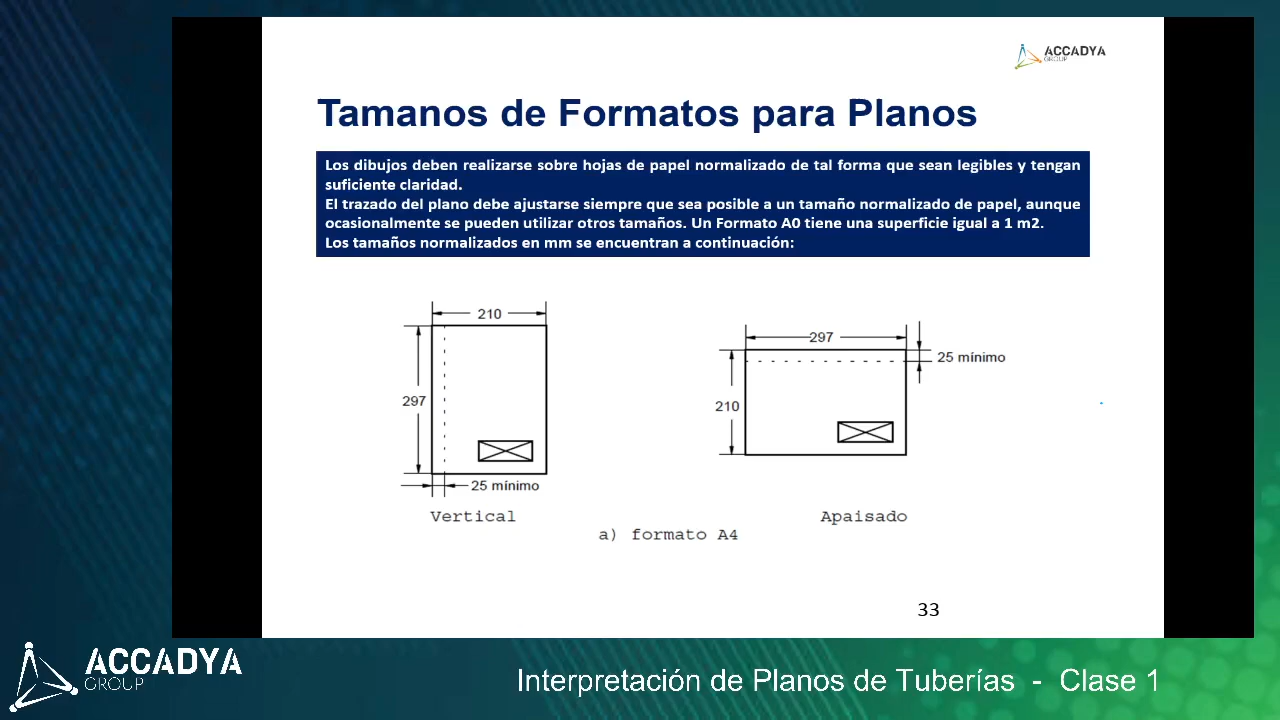 ACCADYA
GROUP
Tamanos de Formatos para Planos
Los dibujos deben realizarse sobre hojas de papel normalizado de tal forma que sean legibles y tengan
suficiente claridad.
El trazado del plano debe ajustarse siempre que sea posible a un tamaño normalizado de papel, aunque
ocasionalmente se pueden utilizar otros tamaños. Un Formato A0 tiene una superficie igual a 1 m2.
Los tamaños normalizados en mm se encuentran a continuación:
210
297
25 mínimo
Vertical
297
25 mínimo
210
Apaisado
a) formato A4
33
ACCADYA
GROUP
Interpretación de Planos de Tuberías - Clase 1